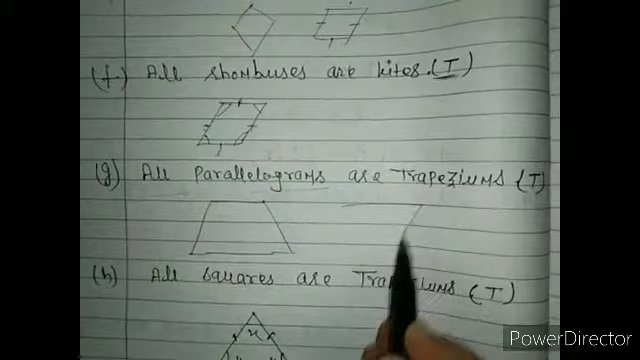 (f) All rhombuses are kites. (T)
(g) All parallelograms are Trapeziums (T)
(h) All squares are Trapeziums (T)
x
PowerDirector